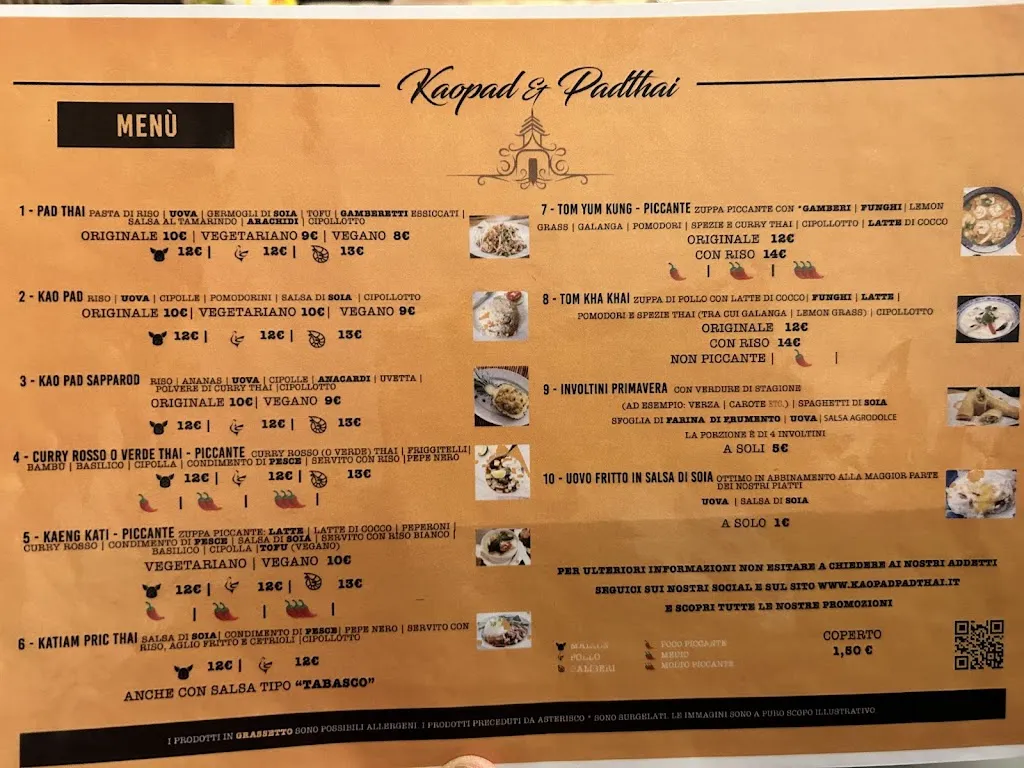 Kaopad & Padthai
MENÙ
1 - PAD THAI PASTA DI RISO | UOVA | GERMOGLI DI SOIA | TOFU | GAMBERETTI ESSICCATI |
SALSA AL TAMARINDO | ARACHIDI | CIPOLLOTTO
ORIGINALE 10€ | VEGETARIANO 9€ | VEGANO 8€
12€ | 12€ | 13€
2 - KAO PAD RISO | UOVA | CIPOLLE | POMODORINI | SALSA DI SOIA | CIPOLLOTTO
ORIGINALE 10€ | VEGETARIANO 10€ | VEGANO 9€
12€ | 12€ | 13€
3 - KAO PAD SAPPAROD RISO | ANANAS | UOVA | CIPOLLE | ANACARDI | UVETTA |
POLVERE DI CURRY THAI | CIPOLLOTTO
ORIGINALE 10€ | VEGANO 9€
12€ | 12€ | 13€
4 - CURRY ROSSO O VERDE THAI - PICCANTE CURRY ROSSO (O VERDE) THAI | FRIGGITELLI |
BAMBÙ | BASILICO | CIPOLLA | CONDIMENTO DI PESCE | SERVITO CON RISO | PEPE NERO
12€ | 12€ | 13€
| | |
5 - KAENG KATI - PICCANTE ZUPPA PICCANTE: LATTE | LATTE DI COCCO | PEPERONI |
CURRY ROSSO | CONDIMENTO DI PESCE | SALSA DI SOIA | SERVITO CON RISO BIANCO |
BASILICO | CIPOLLA | TOFU (VEGANO)
VEGETARIANO | VEGANO 10€
12€ | 12€ | 13€
| | |
6 - KATIAM PRIC THAI SALSA DI SOIA | CONDIMENTO DI PESCE | PEPE NERO | SERVITO CON
RISO, AGLIO FRITTO E CETRIOLI | CIPOLLOTTO
12€ | 12€
ANCHE CON SALSA TIPO “TABASCO”
7 - TOM YUM KUNG - PICCANTE ZUPPA PICCANTE CON *GAMBERI | FUNGHI | LEMON
GRASS | GALANGA | POMODORI | SPEZIE E CURRY THAI | CIPOLLOTTO | LATTE DI COCCO
ORIGINALE 12€
CON RISO 14€
| |
8 - TOM KHA KHAI ZUPPA DI POLLO CON LATTE DI COCCO | FUNGHI | LATTE |
POMODORI E SPEZIE THAI (TRA CUI GALANGA | LEMON GRASS) | CIPOLLOTTO
ORIGINALE 12€
CON RISO 14€
NON PICCANTE | |
9 - INVOLTINI PRIMAVERA CON VERDURE DI STAGIONE
(AD ESEMPIO: VERZA | CAROTE ETC.) | SPAGHETTI DI SOIA
SFOGLIA DI FARINA DI FRUMENTO | UOVA | SALSA AGRODOLCE
LA PORZIONE È DI 4 INVOLTINI
A SOLI 5€
10 - UOVO FRITTO IN SALSA DI SOIA OTTIMO IN ABBINAMENTO ALLA MAGGIOR PARTE
DEI NOSTRI PIATTI
UOVA | SALSA DI SOIA
A SOLO 1€
PER ULTERIORI INFORMAZIONI NON ESITARE A CHIEDERE AI NOSTRI ADDETTI
SEGUICI SUI NOSTRI SOCIAL E SUL SITO WWW.KAOPADPADTHAI.IT
E SCOPRI TUTTE LE NOSTRE PROMOZIONI
MAIALE
POLLO
GAMBERI
POCO PICCANTE
MEDIO
MOLTO PICCANTE
COPERTO
1,50 €
I PRODOTTI IN GRASSETTO SONO POSSIBILI ALLERGENI. I PRODOTTI PRECEDUTI DA ASTERISCO * SONO SURGELATI. LE IMMAGINI SONO A PURO SCOPO ILLUSTRATIVO